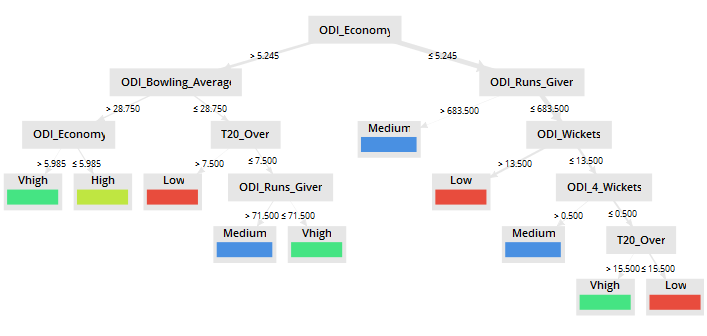 ODI_Economy
> 5.245
≤ 5.245
ODI_Bowling_Average
ODI_Runs_Giver
> 28.750
≤ 28.750
> 683.500
≤ 683.500
ODI_Economy
T20_Over
Medium
ODI_Wickets
> 5.985
≤ 5.985
> 7.500
≤ 7.500
> 13.500
≤ 13.500
Vhigh
High
Low
ODI_Runs_Giver
Low
ODI_4_Wickets
> 71.500
≤ 71.500
> 0.500
≤ 0.500
Medium
Vhigh
Medium
T20_Over
> 15.500
≤ 15.500
Vhigh
Low